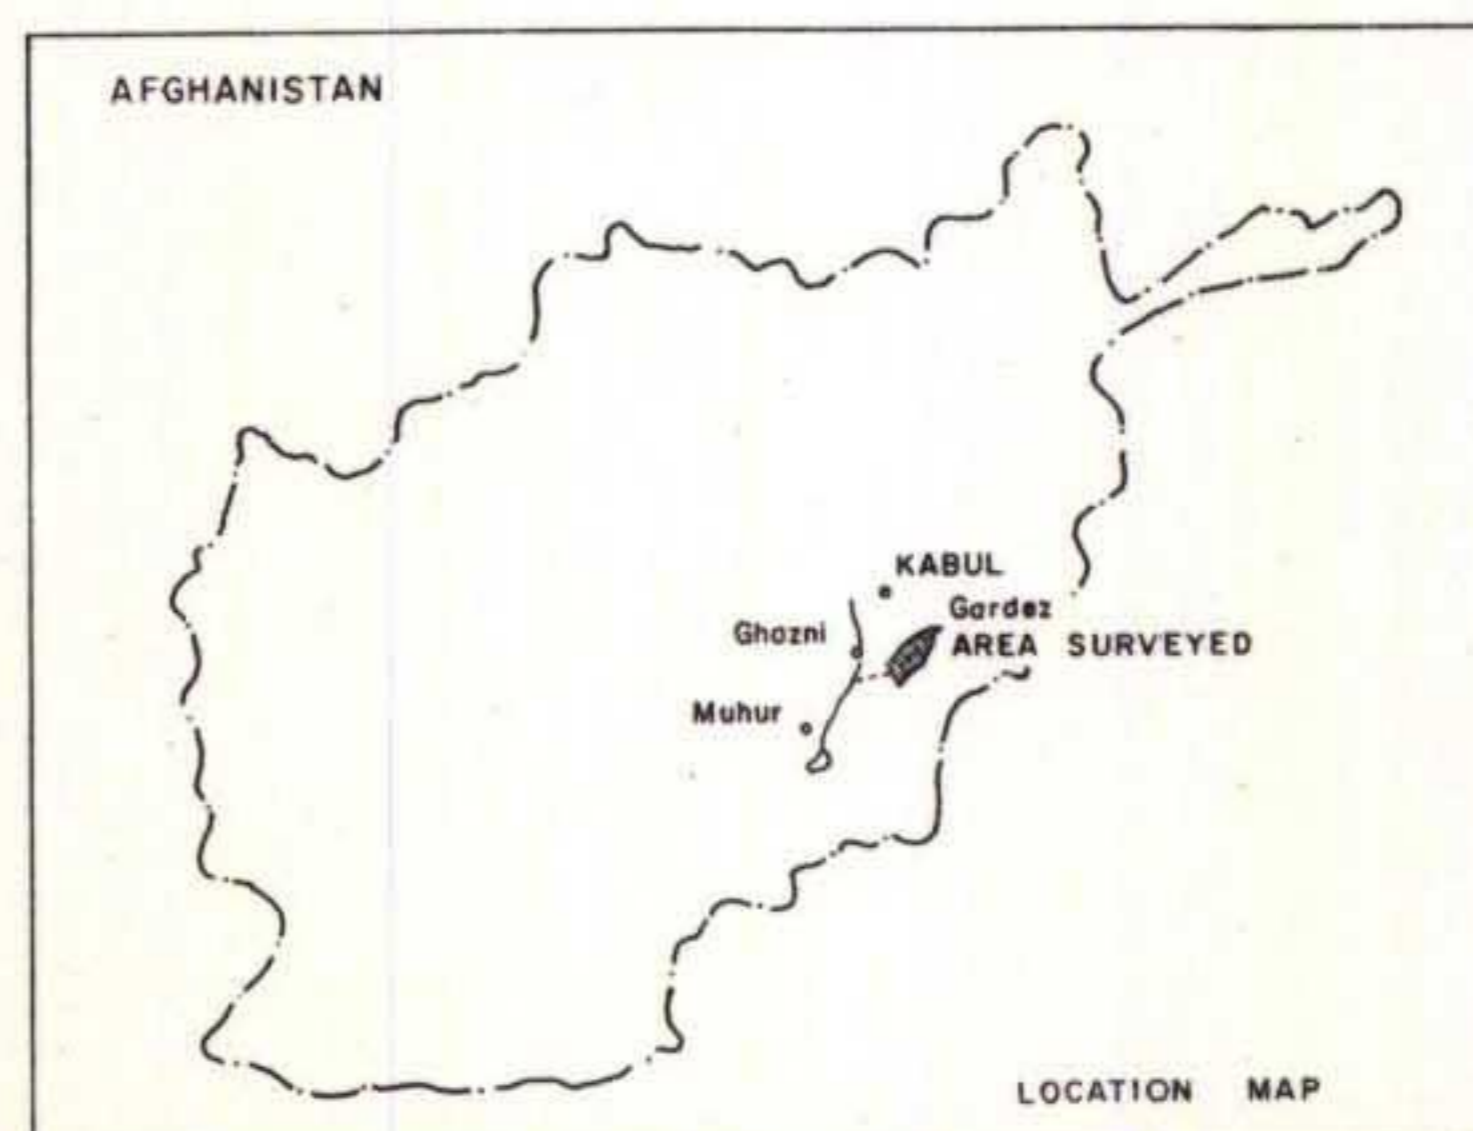 AFGHANISTAN
KABUL
Gardez
Ghazni
AREA SURVEYED
Muhur
LOCATION MAP